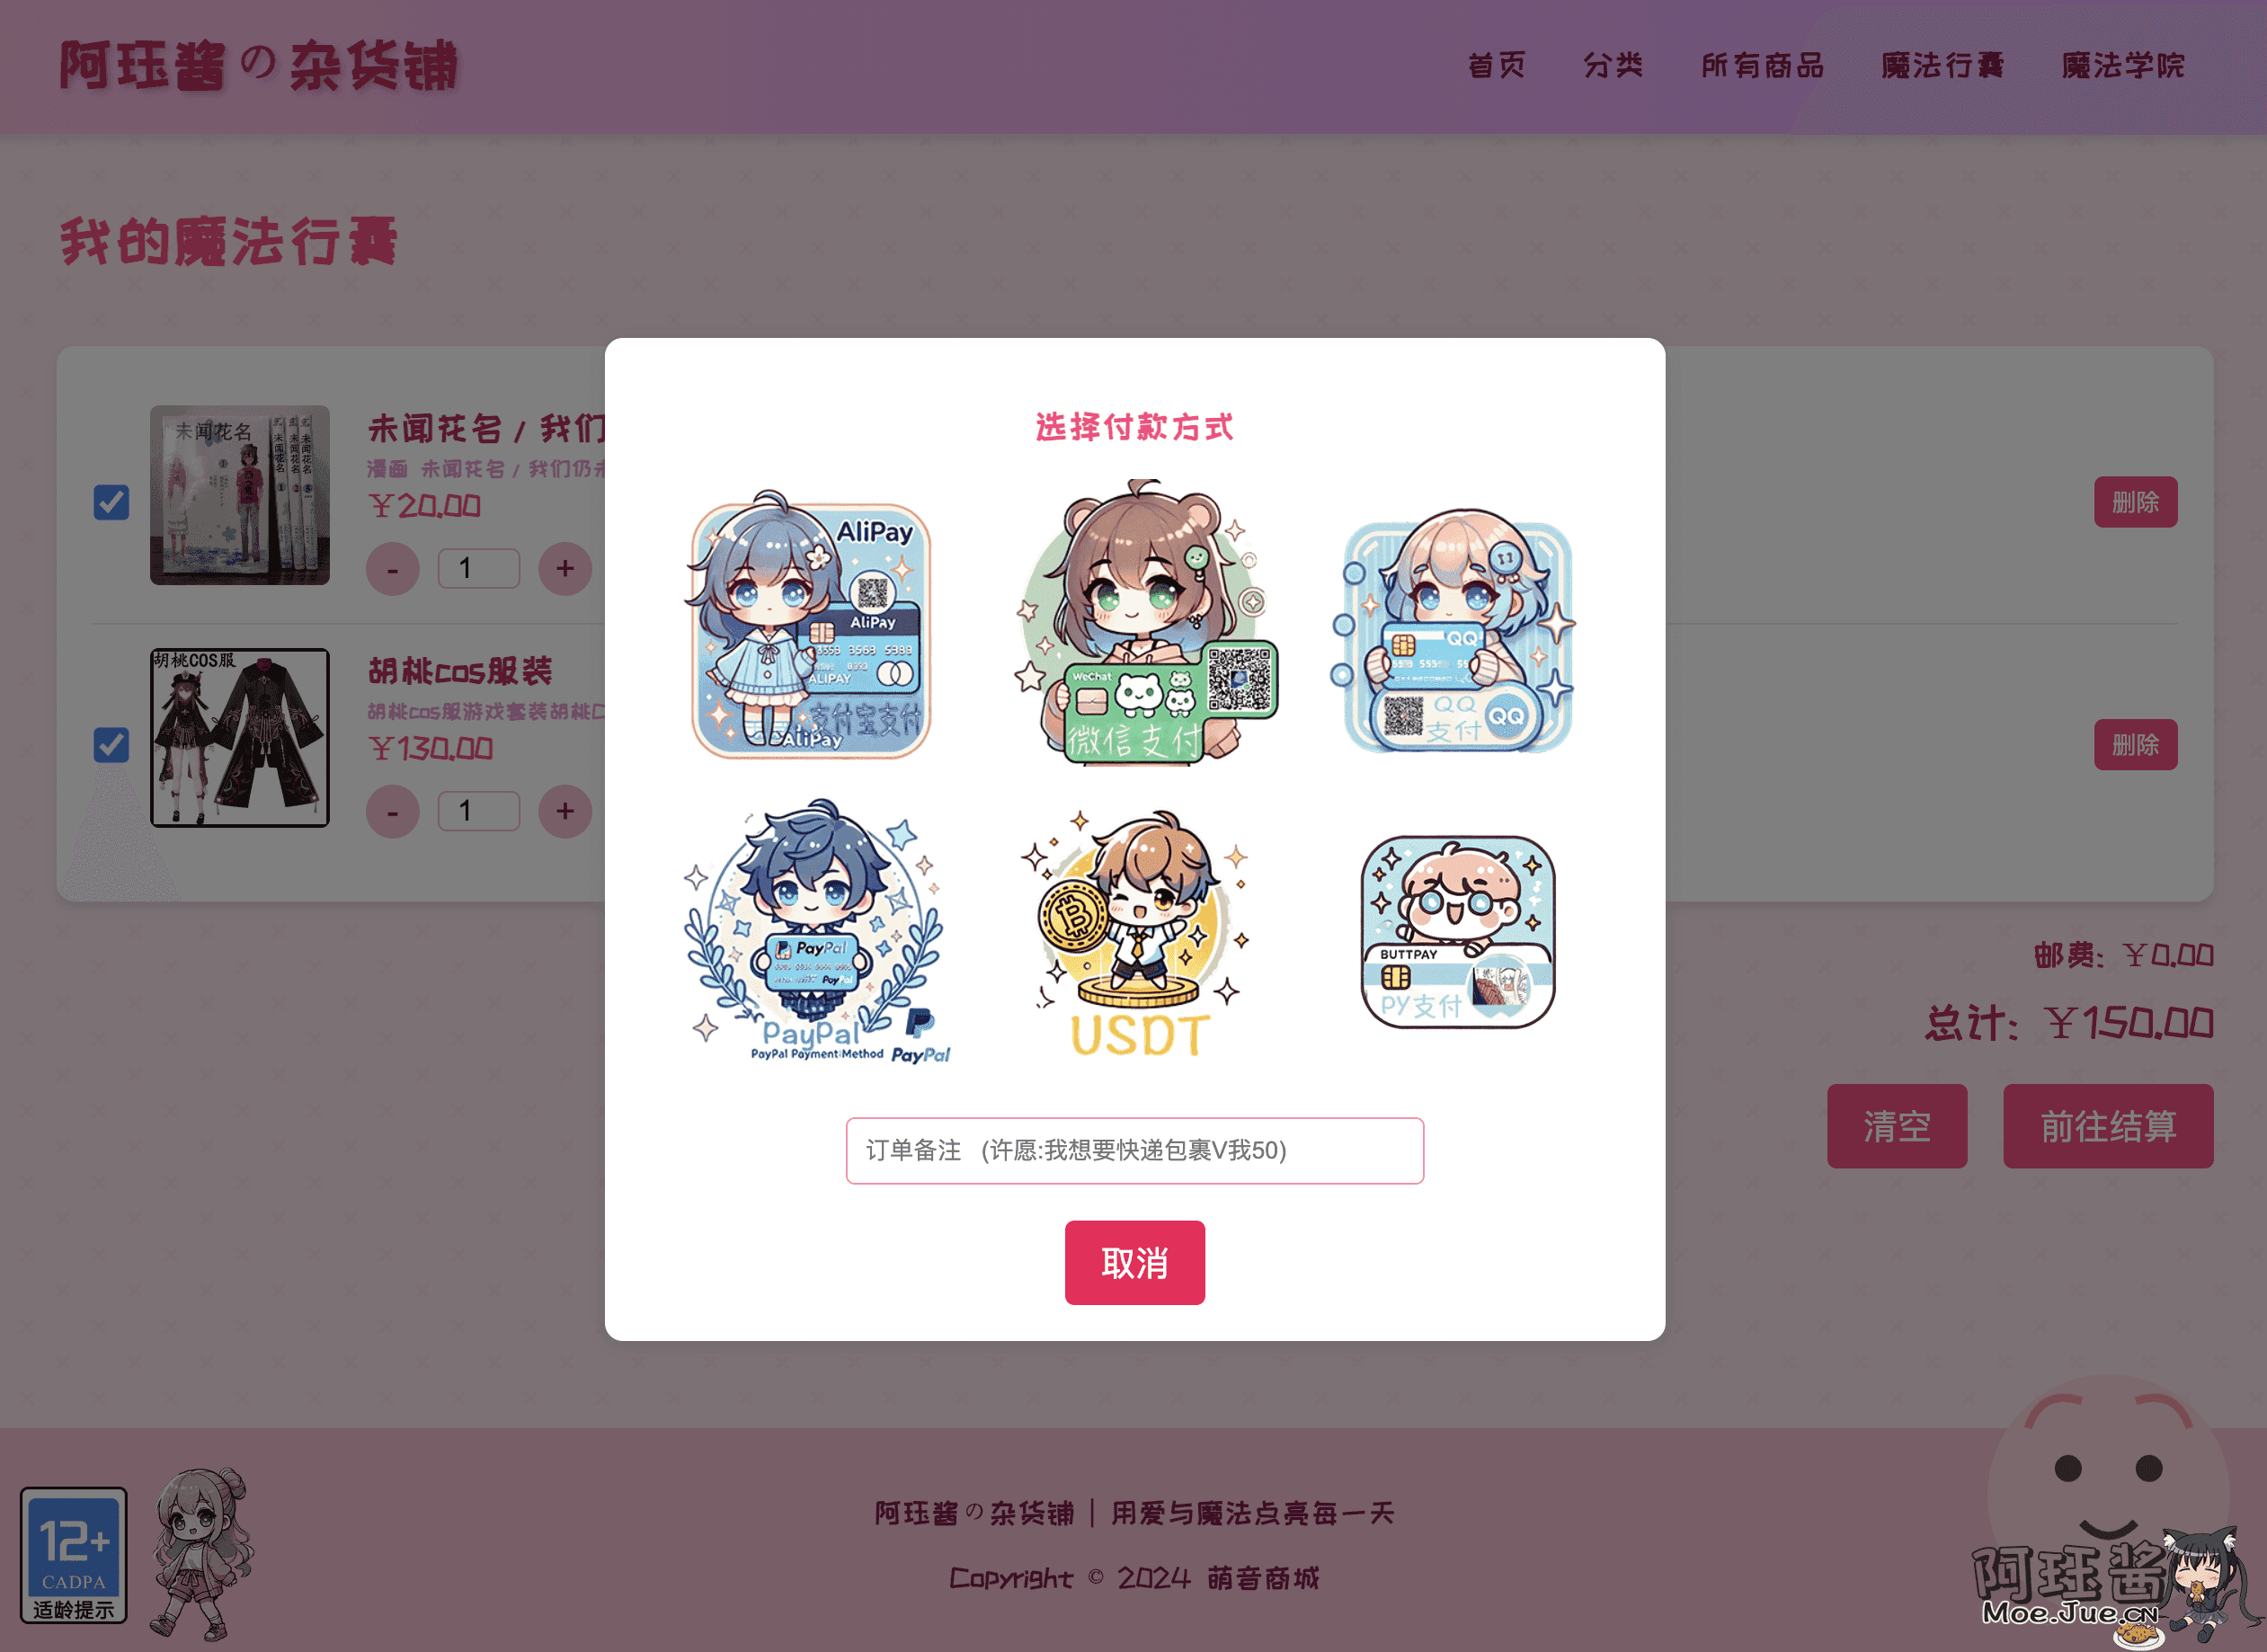 阿珏酱の杂货铺
首页 分类 所有商品 魔法行囊 魔法学院
我的魔法行囊
未闻花名
未闻花名 / 我们
漫画 未闻花名 / 我们仍未
￥20.00
- 1 +
删除
胡桃COS服
胡桃cos服装
胡桃cos服游戏套装胡桃C
￥130.00
- 1 +
删除
选择付款方式
AliPay
AliPay
ALIPAY
支付宝支付
AliPay
WeChat
微信支付
QQ
QQ
支付
QQ
PayPal
PayPal
PayPal
PayPal Payment Method PayPal
USDT
BUTTPAY
PY支付
订单备注 (许愿:我想要快递包裹V我50)
取消
邮费: ￥0.00
总计: ￥150.00
清空 前往结算
12+
CADPA
适龄提示
阿珏酱の杂货铺 | 用爱与魔法点亮每一天
Copyright © 2024 萌音商城
阿珏酱
Moe.Jue.CN